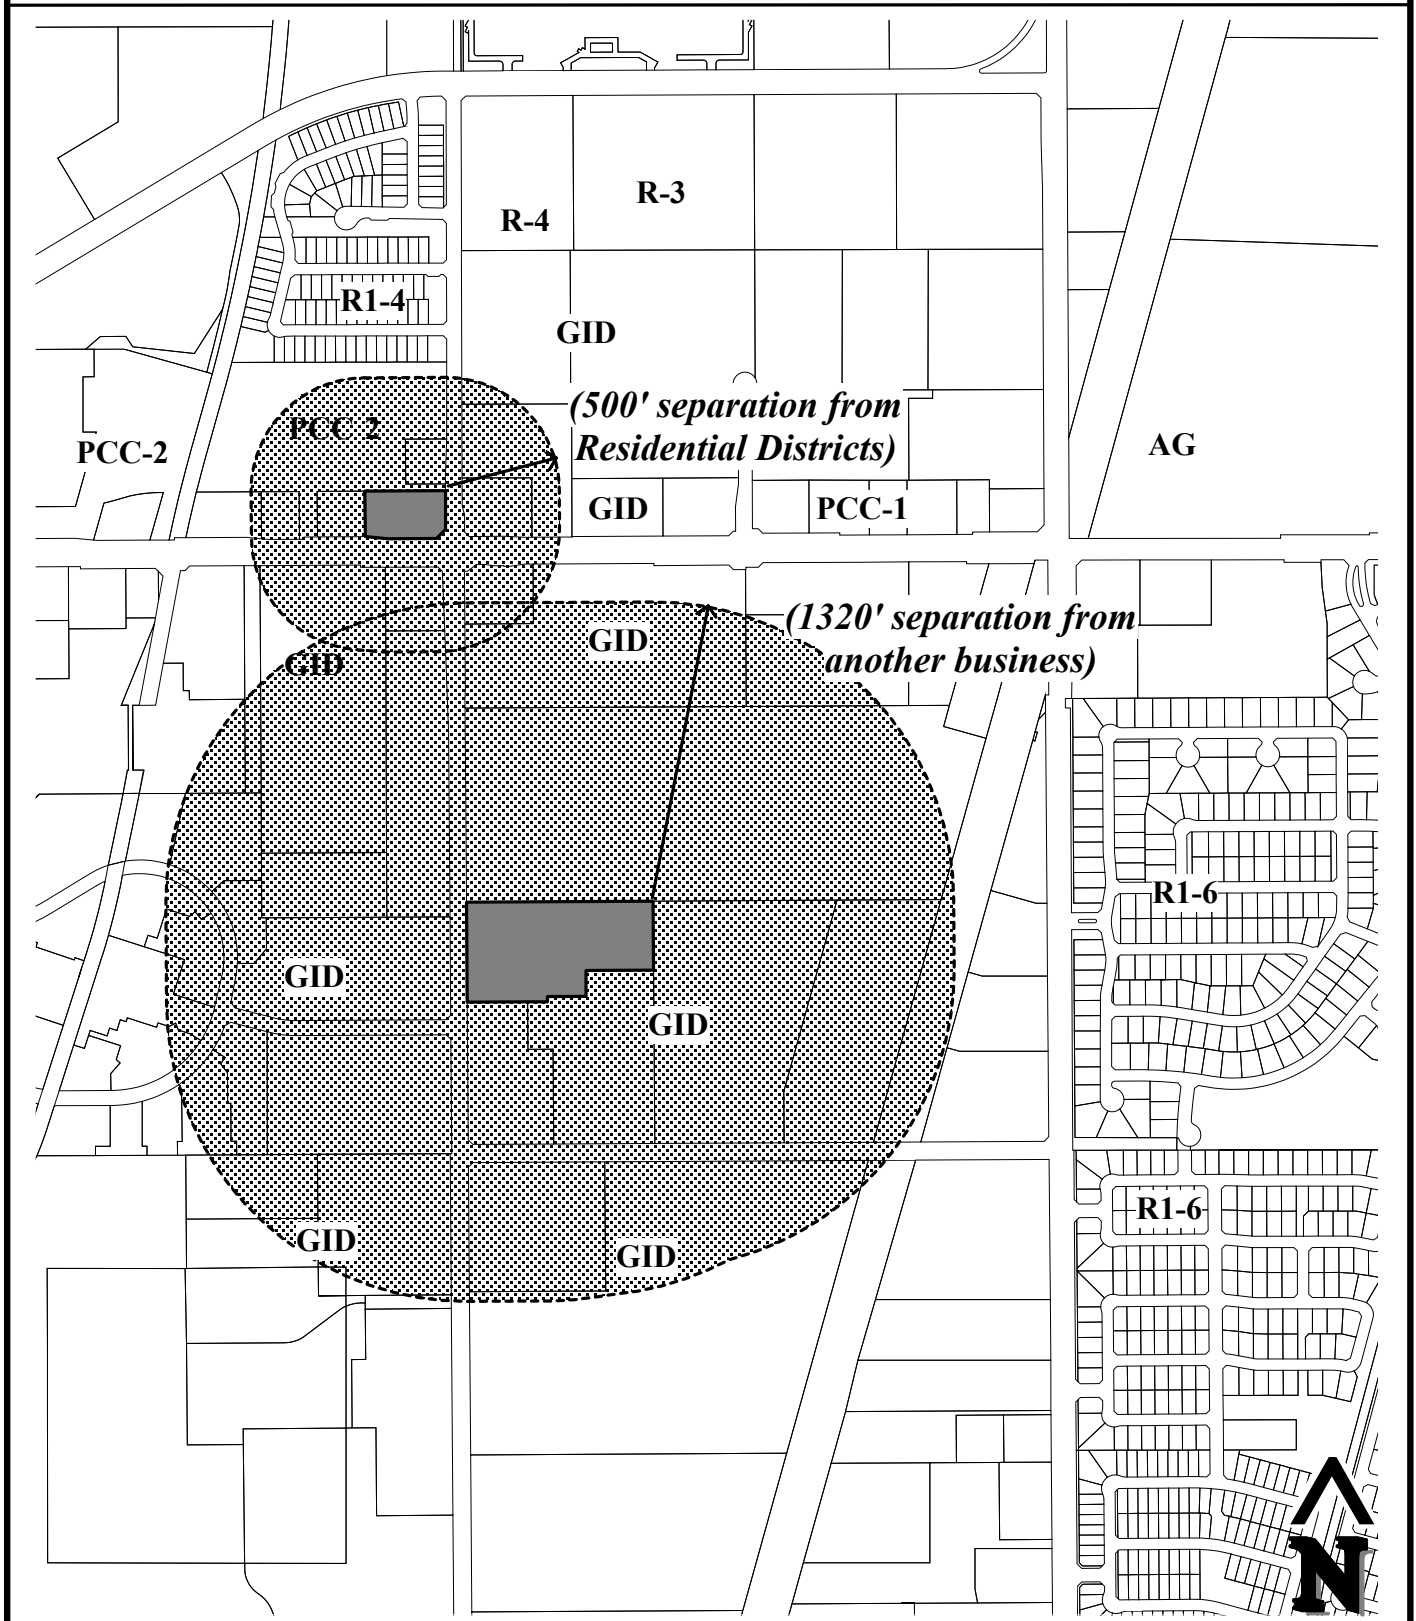 R-3
R-4
R1-4
GID
(500' separation from
Residential Districts)
PCC-2
PCC-2
AG
GID
PCC-1
(1320' separation from
another business)
GID
GID
R1-6
GID
GID
R1-6
GID
GID
N